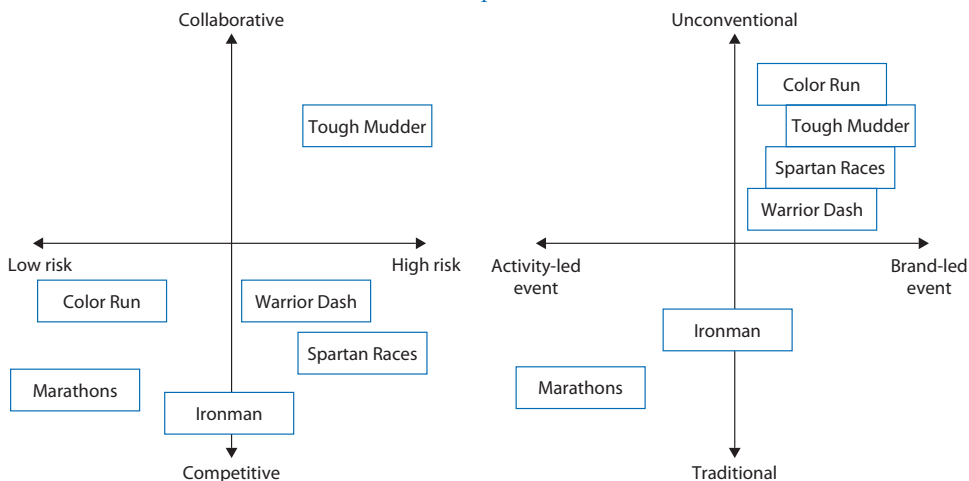 Collaborative
Tough Mudder
Low risk
High risk
Color Run
Warrior Dash
Spartan Races
Marathons
Ironman
Competitive
Unconventional
Color Run
Tough Mudder
Spartan Races
Warrior Dash
Activity-led
event
Brand-led
event
Ironman
Marathons
Traditional